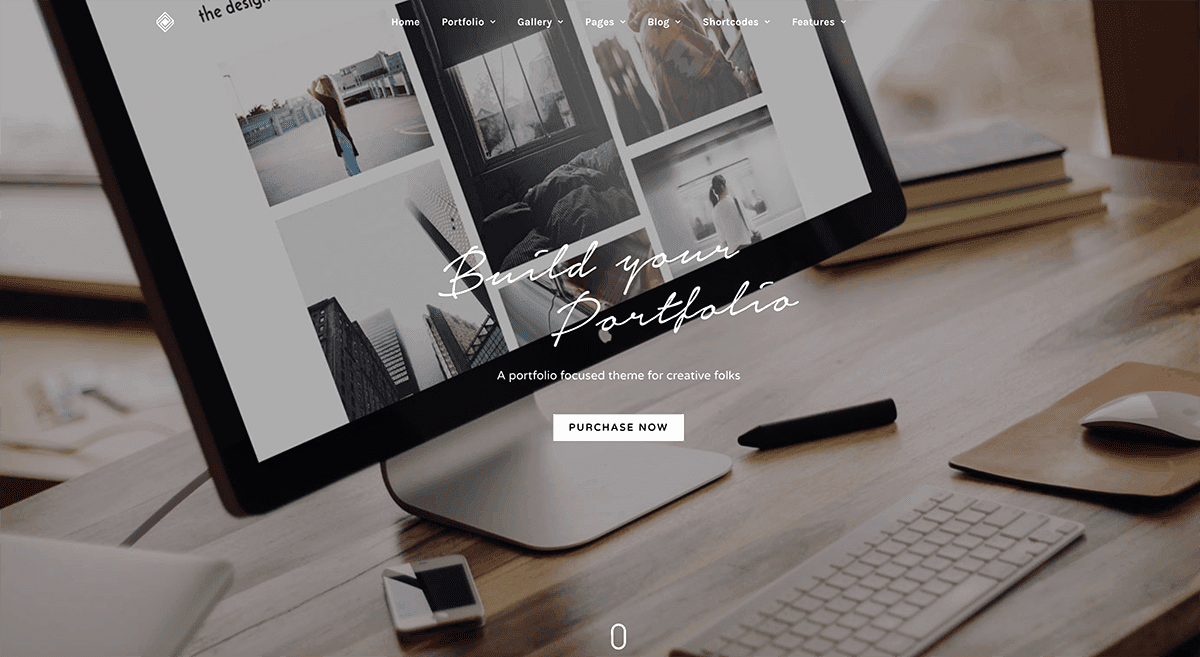 the design
Home Portfolio Gallery Pages Blog Shortcodes Features
Build your
Portfolio
A portfolio focused theme for creative folks
PURCHASE NOW